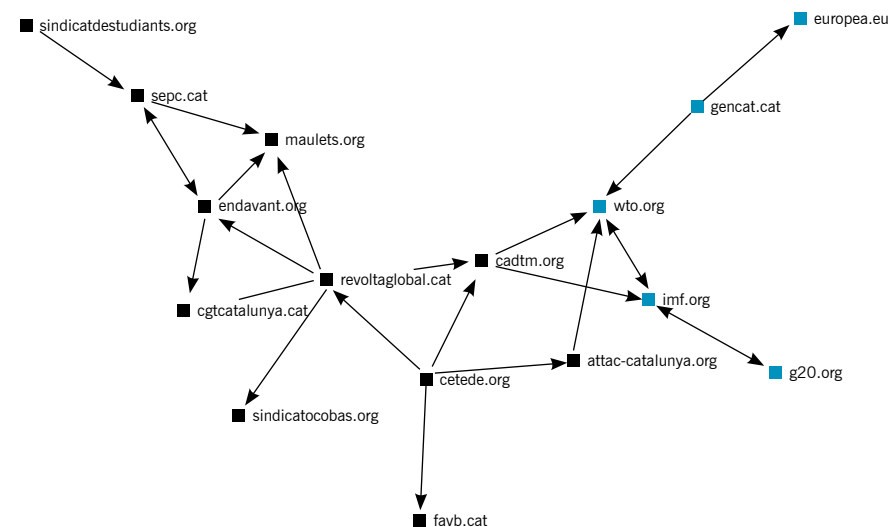 europea.eu
sindicatdestudiants.org
sepc.cat
gencat.cat
maulets.org
endavant.org
wto.org
cadtm.org
revoltaglobal.cat
imf.org
cgtcatalunya.cat
attac-catalunya.org
g20.org
cetede.org
sindicatocobas.org
favb.cat